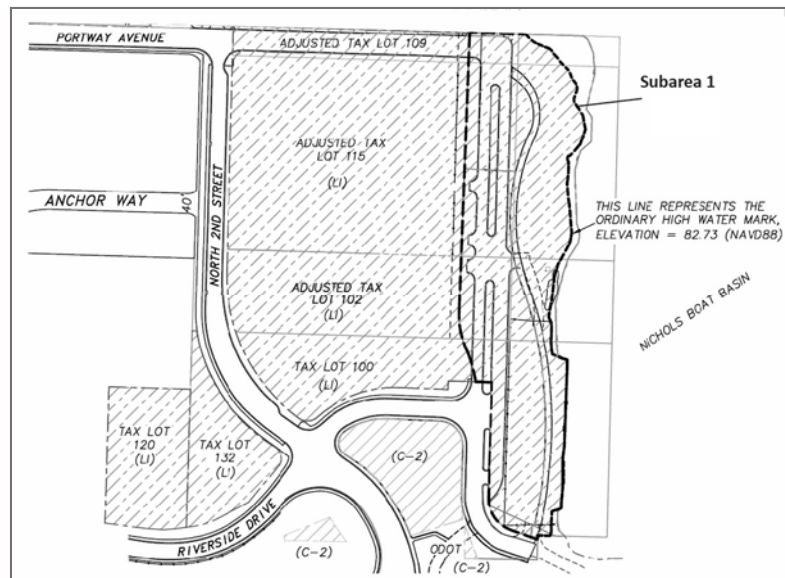 PORTWAY AVENUE
ADJUSTED TAX LOT 109
Subarea 1
ADJUSTED TAX
LOT 115
(LI)
ANCHOR WAY
40'
NORTH 2ND STREET
THIS LINE REPRESENTS THE
ORDINARY HIGH WATER MARK,
ELEVATION = 82.73 (NAVD88)
ADJUSTED TAX
LOT 102
(LI)
NICHOLS BOAT BASIN
TAX LOT 100
(LI)
TAX LOT
120
(LI)
TAX LOT
132
(LI)
(C-2)
RIVERSIDE DRIVE
(C-2)
ODOT
(C-2)